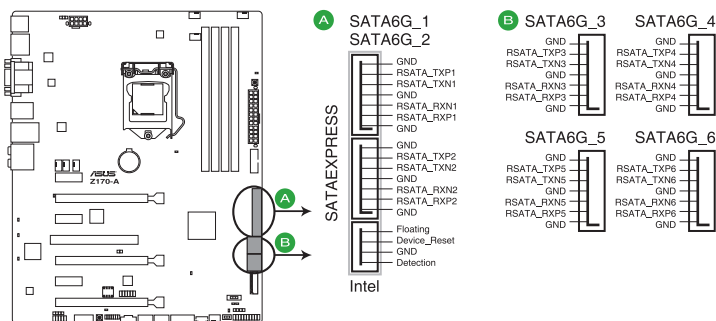 A
SATA6G_1
SATA6G_2
GND
RSATA_TXP1
RSATA_TXN1
GND
RSATA_RXN1
RSATA_RXP1
GND
GND
RSATA_TXP2
RSATA_TXN2
GND
RSATA_RXN2
RSATA_RXP2
GND
Floating
Device_Reset
GND
Detection
SATAEXPRESS
Intel
B
SATA6G_3
GND
RSATA_TXP3
RSATA_TXN3
GND
RSATA_RXN3
RSATA_RXP3
GND
SATA6G_4
GND
RSATA_TXP4
RSATA_TXN4
GND
RSATA_RXN4
RSATA_RXP4
GND
SATA6G_5
GND
RSATA_TXP5
RSATA_TXN5
GND
RSATA_RXN5
RSATA_RXP5
GND
SATA6G_6
GND
RSATA_TXP6
RSATA_TXN6
GND
RSATA_RXN6
RSATA_RXP6
GND
ASUS
Z170-A
A
B